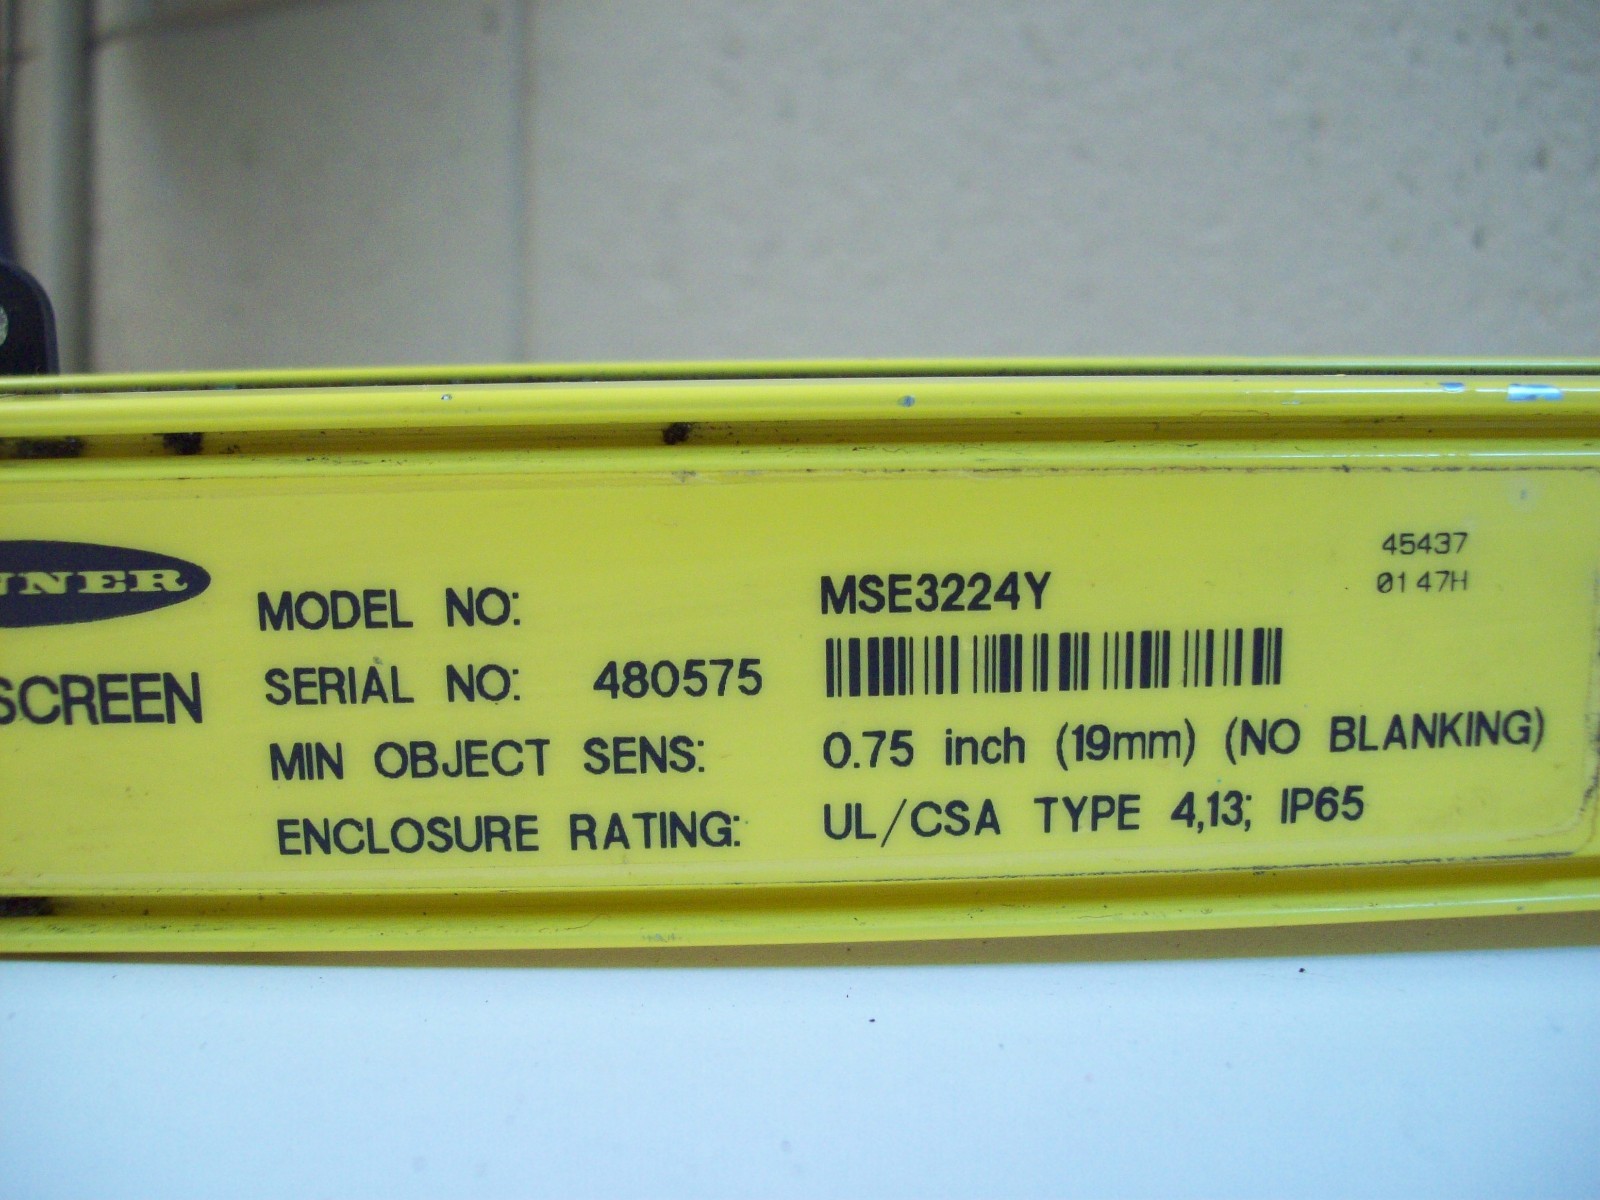 45437
0147H
NNER
SCREEN
MODEL NO: MSE3224Y
SERIAL NO: 480575
MIN OBJECT SENS: 0.75 inch (19mm) (NO BLANKING)
ENCLOSURE RATING: UL/CSA TYPE 4,13; IP65